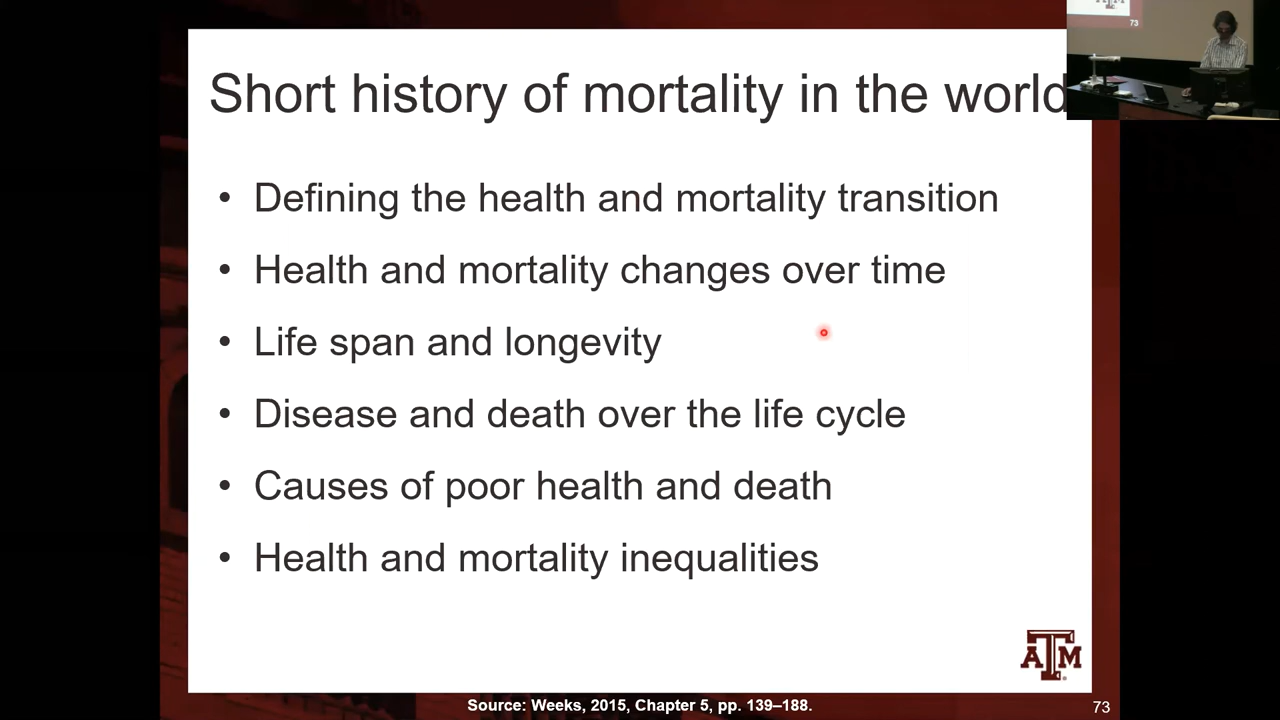 Short history of mortality in the world
• Defining the health and mortality transition
• Health and mortality changes over time
• Life span and longevity
• Disease and death over the life cycle
• Causes of poor health and death
• Health and mortality inequalities
ATM
Source: Weeks, 2015, Chapter 5, pp. 139–188.
73
73